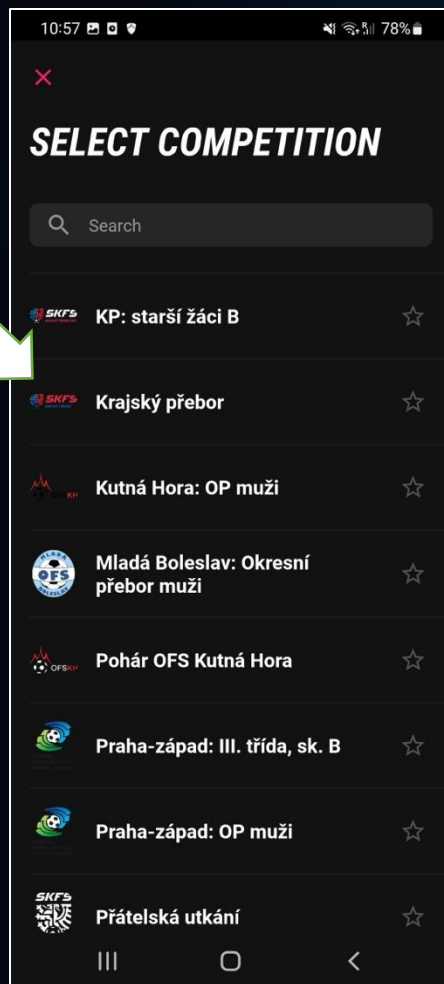 10:57
78%
SELECT COMPETITION
Search
SKFS
KP: starší žáci B
SKFS
Krajský přebor
Kutná Hora: OP muži
MLADÁ
OFS
BOLESLAV
Mladá Boleslav: Okresní
přebor muži
OFSKH
Pohár OFS Kutná Hora
Praha-západ: III. třída, sk. B
Praha-západ: OP muži
SKFS
Přátelská utkání